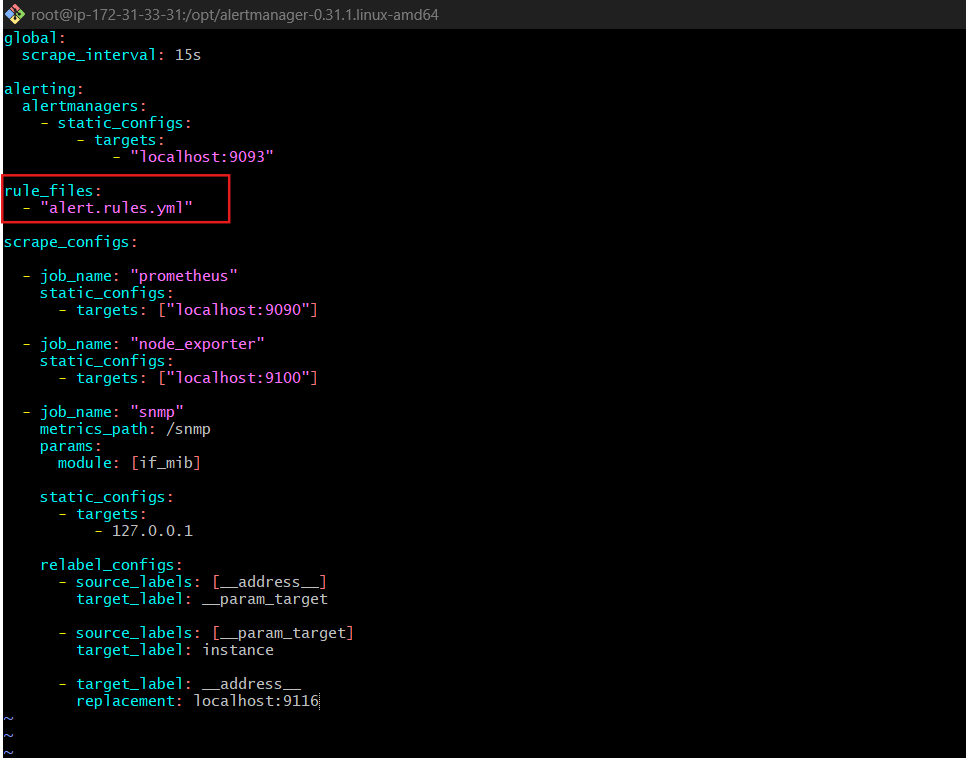 root@ip-172-31-33-31:/opt/alertmanager-0.31.1.linux-amd64
global:
  scrape_interval: 15s

alerting:
  alertmanagers:
    - static_configs:
        - targets:
            - "localhost:9093"

rule_files:
  - "alert.rules.yml"

scrape_configs:

  - job_name: "prometheus"
    static_configs:
      - targets: ["localhost:9090"]

  - job_name: "node_exporter"
    static_configs:
      - targets: ["localhost:9100"]

  - job_name: "snmp"
    metrics_path: /snmp
    params:
      module: [if_mib]

    static_configs:
      - targets:
          - 127.0.0.1

    relabel_configs:
      - source_labels: [__address__]
        target_label: __param_target

      - source_labels: [__param_target]
        target_label: instance

      - target_label: __address__
        replacement: localhost:9116
~
~
~